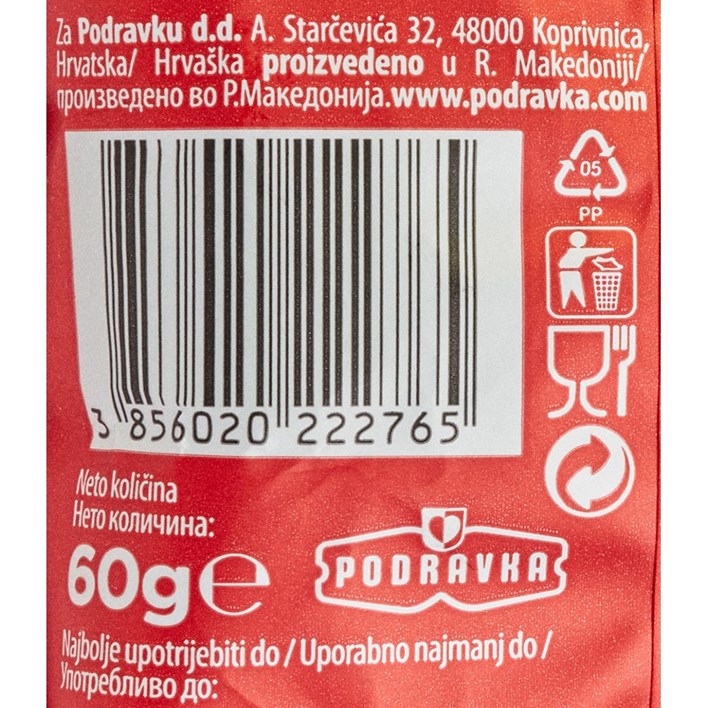 Za Podravku d.d. A. Starčevića 32, 48000 Koprivnica,
Hrvatska/ Hrvaška proizvedeno u R. Makedoniji/
произведено во Р.Македонија.www.podravka.com
05
PP
3 856020 222765
Neto količina
Нето количина:
60g℮
PODRAVKA
Najbolje upotrijebiti do / Uporabno najmanj do /
Употребливо до: